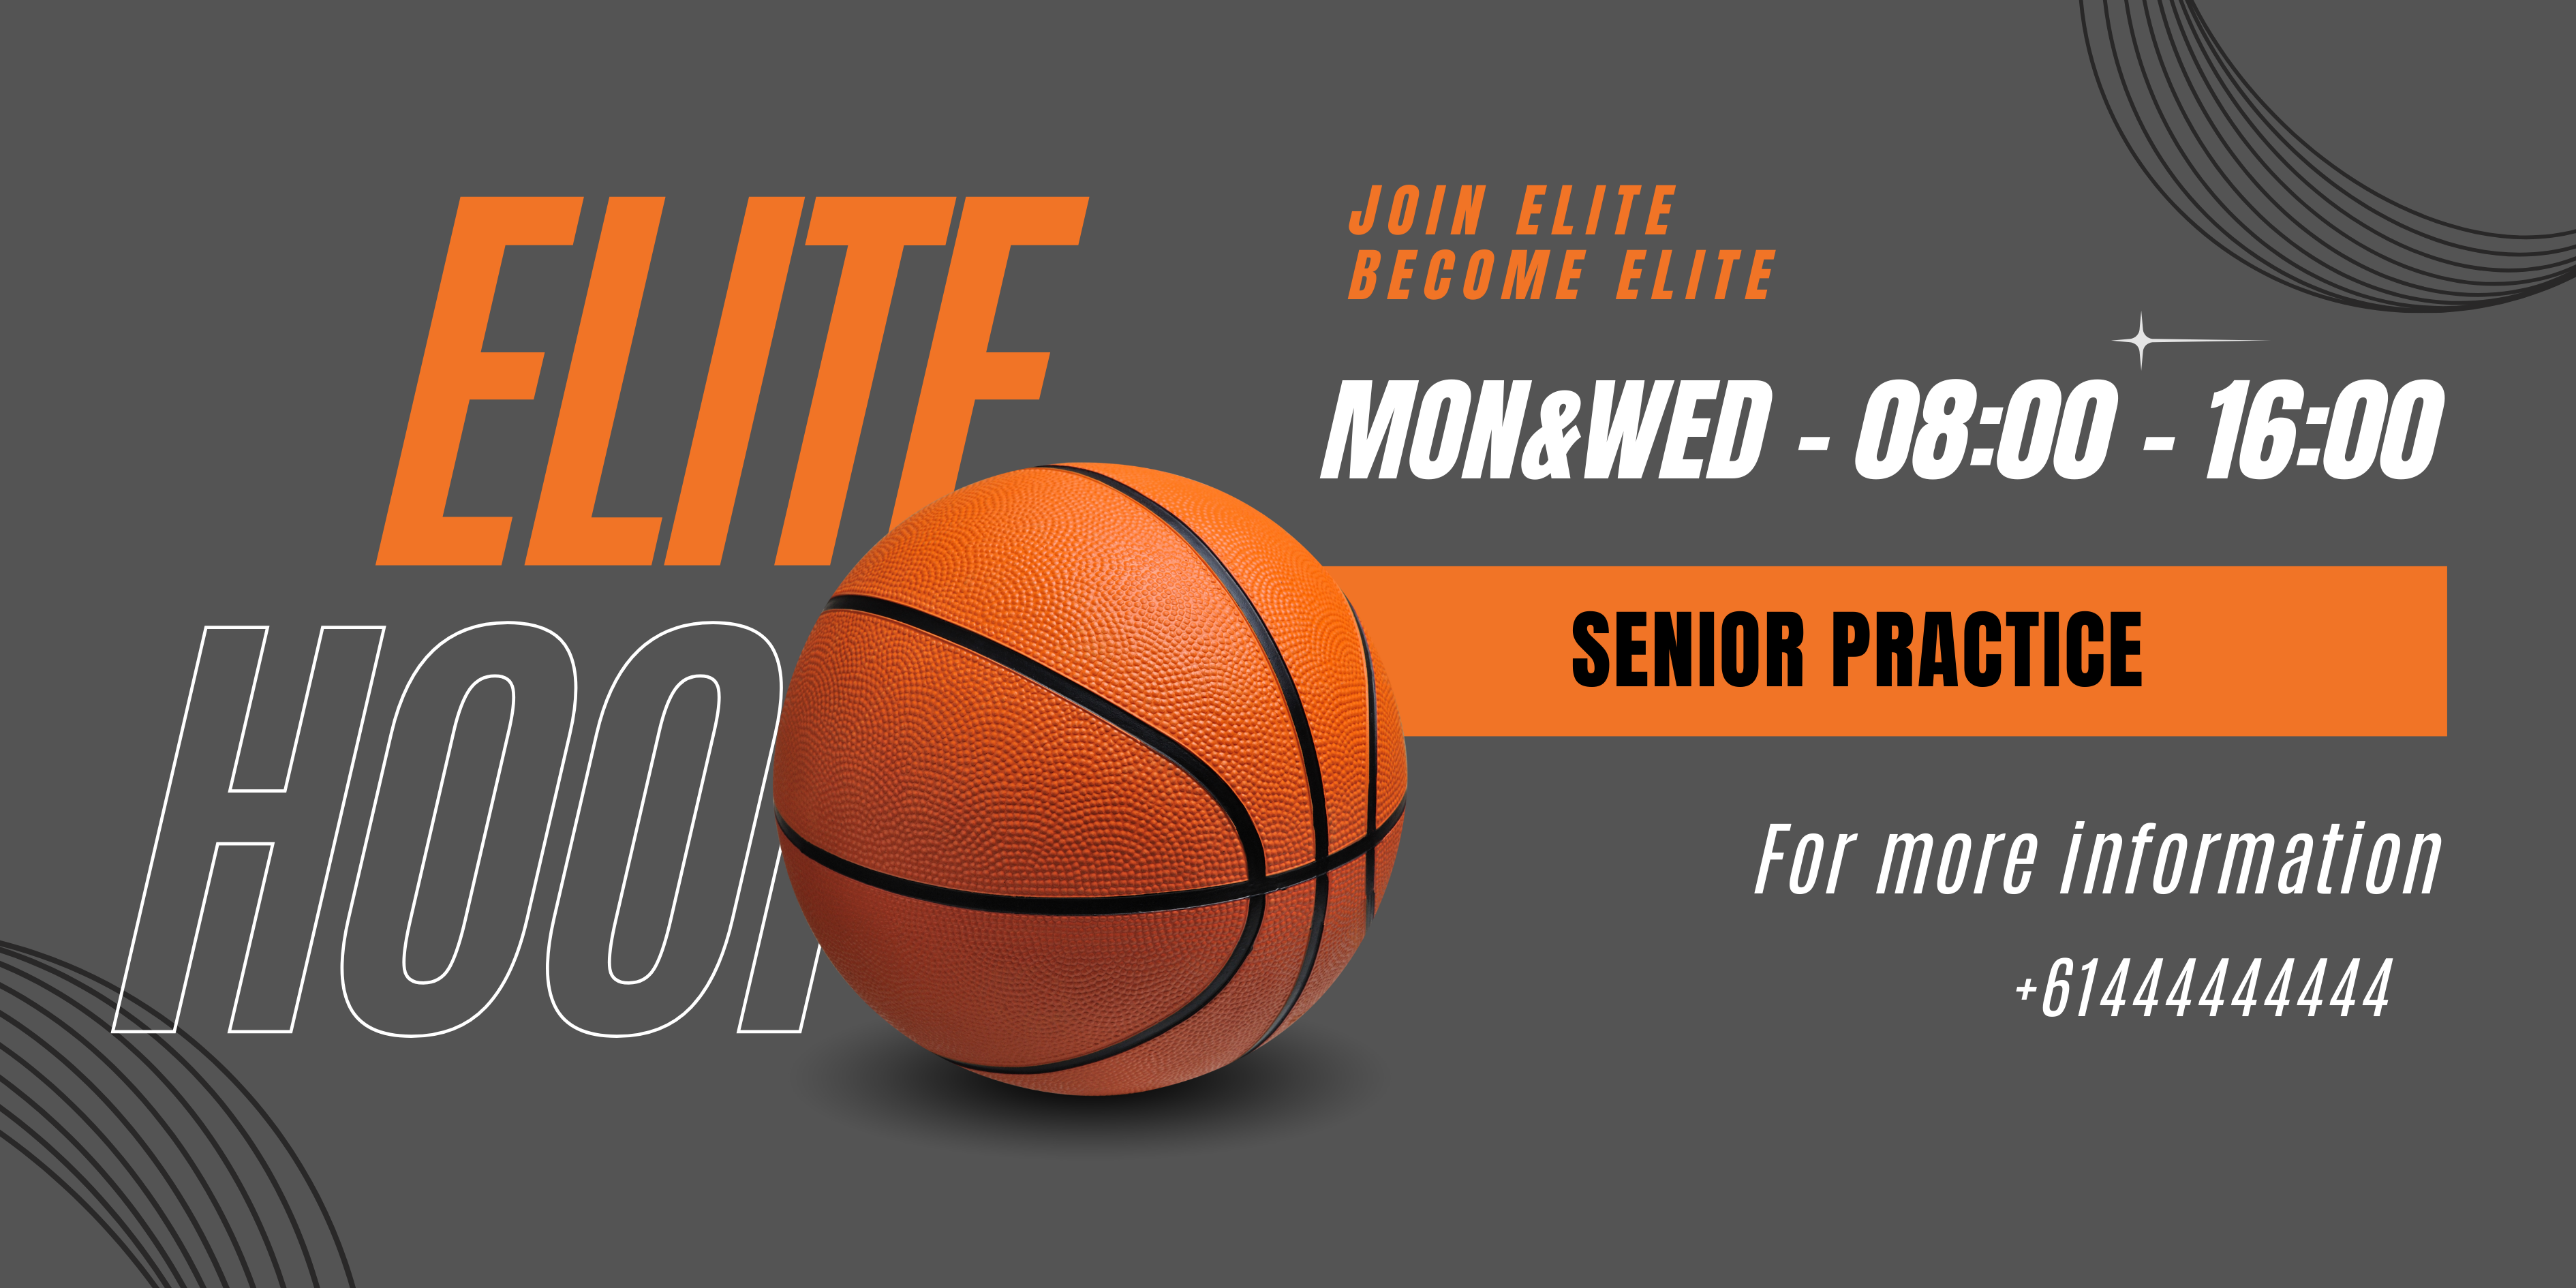 ELITE
HOO
JOIN ELITE
BECOME ELITE
MON&WED - 08:00 - 16:00
SENIOR PRACTICE
For more information
+61444444444